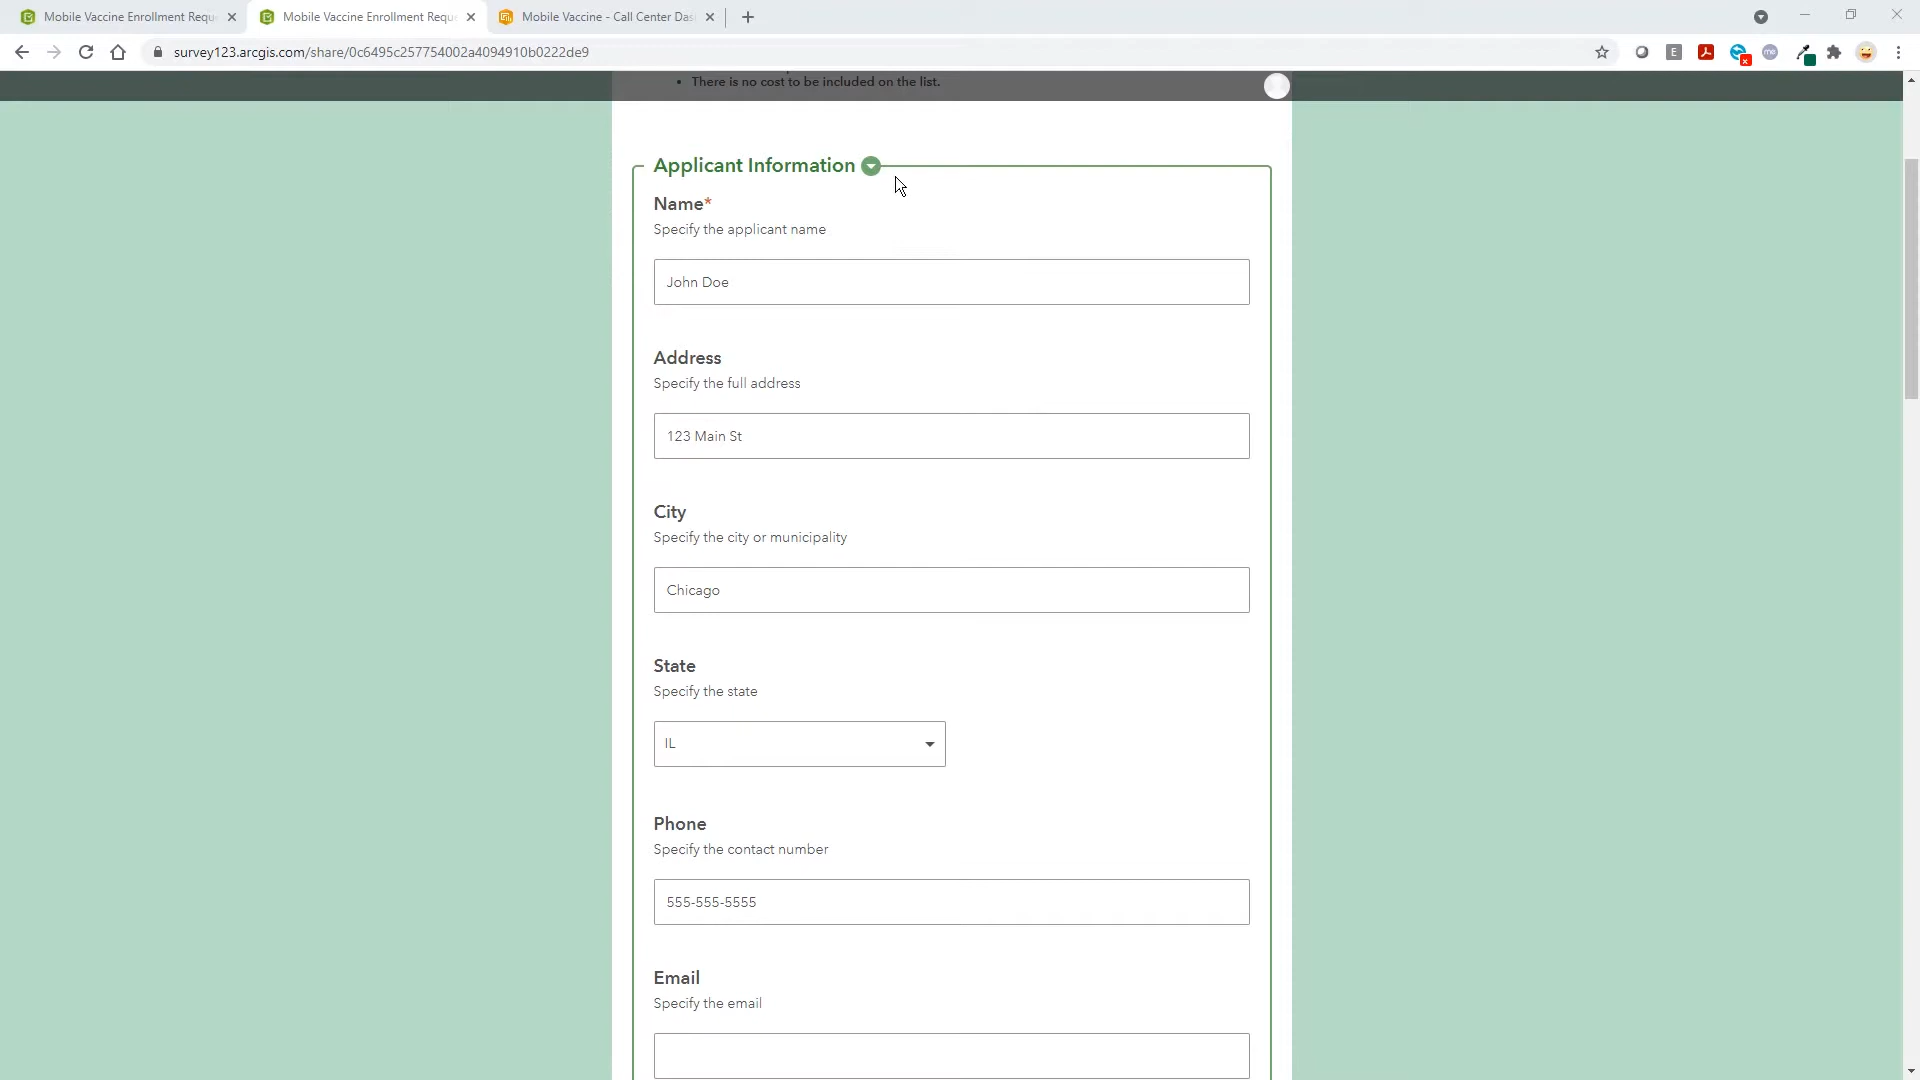 Mobile Vaccine Enrollment Requ
Mobile Vaccine Enrollment Requ
Mobile Vaccine - Call Center Das
survey123.arcgis.com/share/0c6495c257754002a4094910b0222de9
There is no cost to be included on the list.
Applicant Information
Name*
Specify the applicant name
John Doe
Address
Specify the full address
123 Main St
City
Specify the city or municipality
Chicago
State
Specify the state
IL
Phone
Specify the contact number
555-555-5555
Email
Specify the email